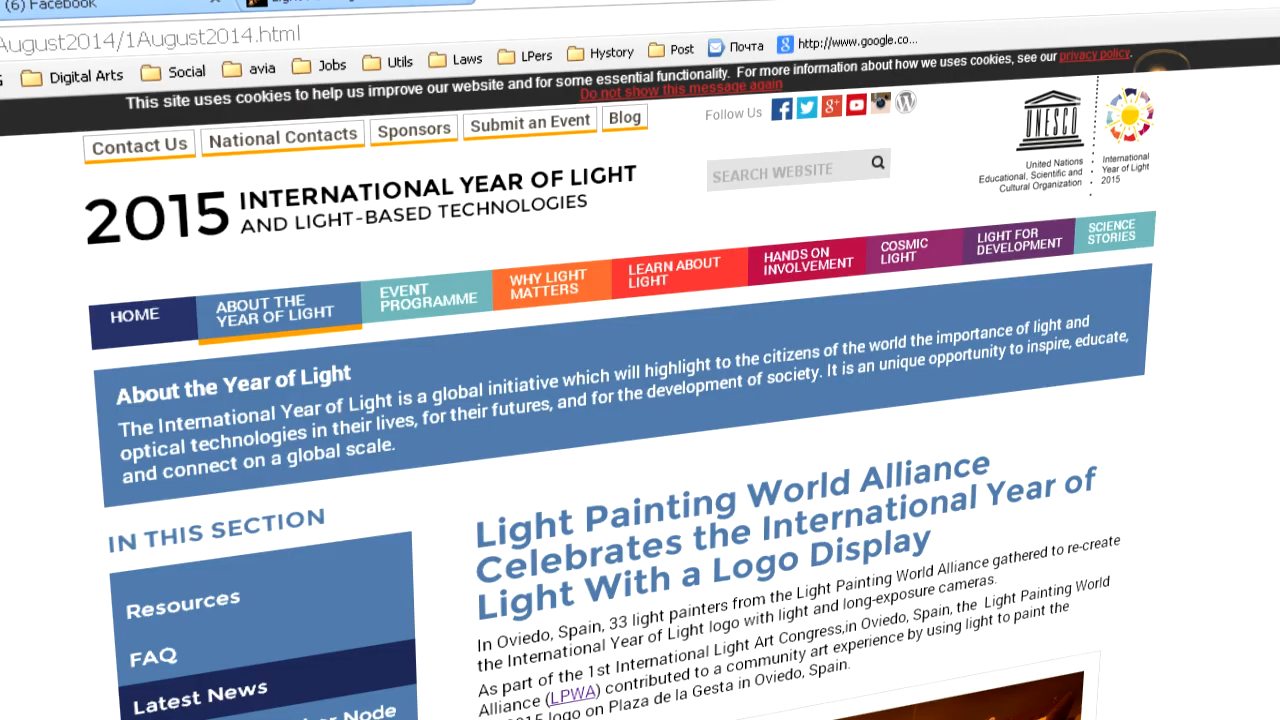 (6) Facebook
August2014/1August2014.html
Digital Arts
Social
avia
Jobs
Utils
Laws
LPers
Hystory
Post
Почта
http://www.google.co...
This site uses cookies to help us improve our website and for some essential functionality. For more information about how we uses cookies, see our privacy policy.
Do not show this message again
Contact Us
National Contacts
Sponsors
Submit an Event
Blog
Follow Us
UNESCO
United Nations
Educational, Scientific and
Cultural Organization
International
Year of Light
2015
2015
INTERNATIONAL YEAR OF LIGHT
AND LIGHT-BASED TECHNOLOGIES
SEARCH WEBSITE
HOME
ABOUT THE
YEAR OF LIGHT
EVENT
PROGRAMME
WHY LIGHT
MATTERS
LEARN ABOUT
LIGHT
HANDS ON
INVOLVEMENT
COSMIC
LIGHT
LIGHT FOR
DEVELOPMENT
SCIENCE
STORIES
About the Year of Light
The International Year of Light is a global initiative which will highlight to the citizens of the world the importance of light and
optical technologies in their lives, for their futures, and for the development of society. It is an unique opportunity to inspire, educate,
and connect on a global scale.
IN THIS SECTION
Resources
FAQ
Latest News
Node
Light Painting World Alliance
Celebrates the International Year of
Light With a Logo Display
In Oviedo, Spain, 33 light painters from the Light Painting World Alliance gathered to re-create
the International Year of Light logo with light and long-exposure cameras.
As part of the 1st International Light Art Congress,in Oviedo, Spain, the Light Painting World
Alliance (LPWA) contributed to a community art experience by using light to paint the
logo on Plaza de la Gesta in Oviedo, Spain.